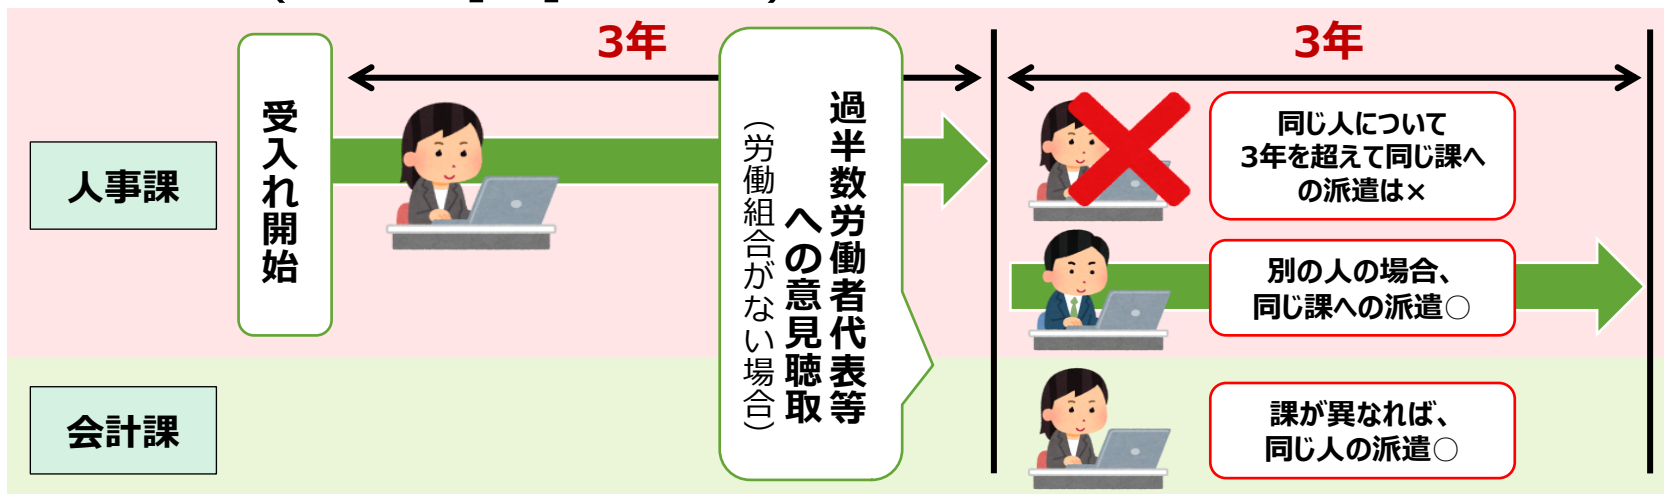 3年
3年
受入れ開始
過半数労働者代表等
への意見聴取
（労働組合がない場合）
人事課
同じ人について
3年を超えて同じ課へ
の派遣は×
別の人の場合、
同じ課への派遣○
会計課
課が異なれば、
同じ人の派遣○